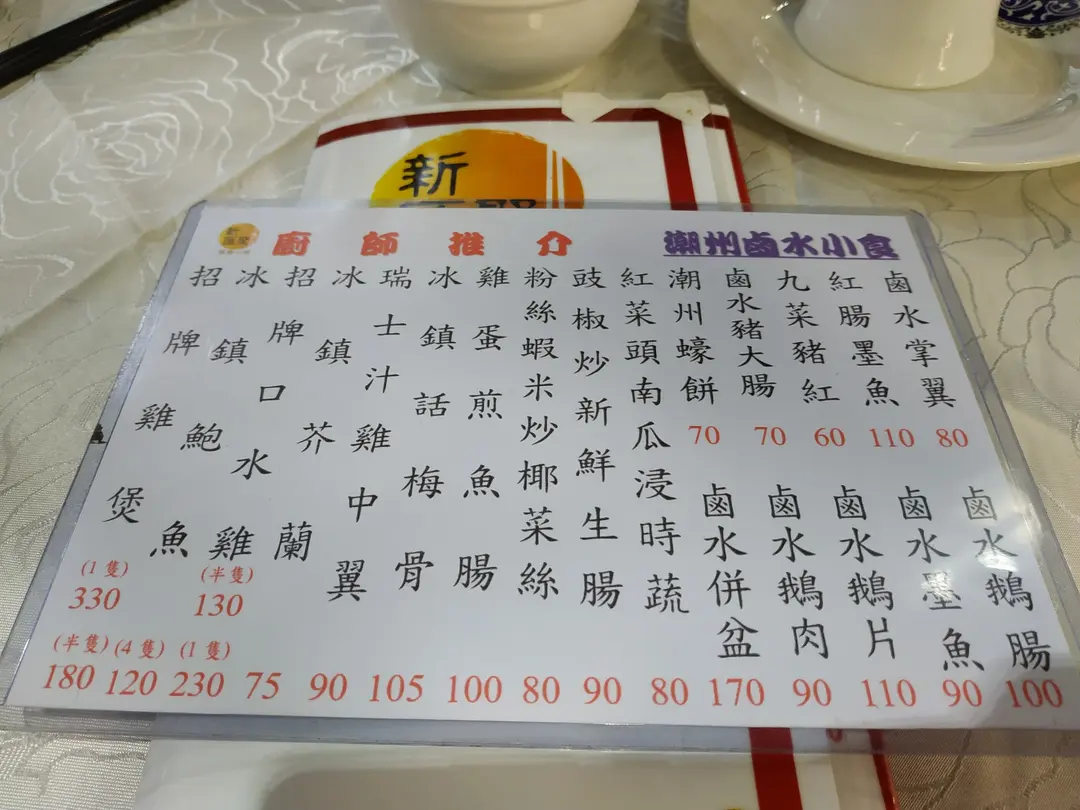 新
廚師推介
招牌雞煲
(1隻)
330
(半隻)
180
冰鎮鮑魚
(4隻)
120
招牌口水雞
(半隻)
130
(1隻)
230
冰鎮芥蘭
75
瑞士汁雞中翼
90
冰鎮話梅骨
105
雞蛋煎魚腸
100
粉絲蝦米炒椰菜絲
80
豉椒炒新鮮生腸
90
紅菜頭南瓜浸時蔬
80
潮州鹵水小食
潮州蠔餅
70
鹵水豬大腸
70
九菜豬紅
60
紅腸墨魚
110
鹵水掌翼
80
鹵水併盆
170
鹵水鵝肉
90
鹵水鵝片
110
鹵水墨魚
90
鹵水鵝腸
100